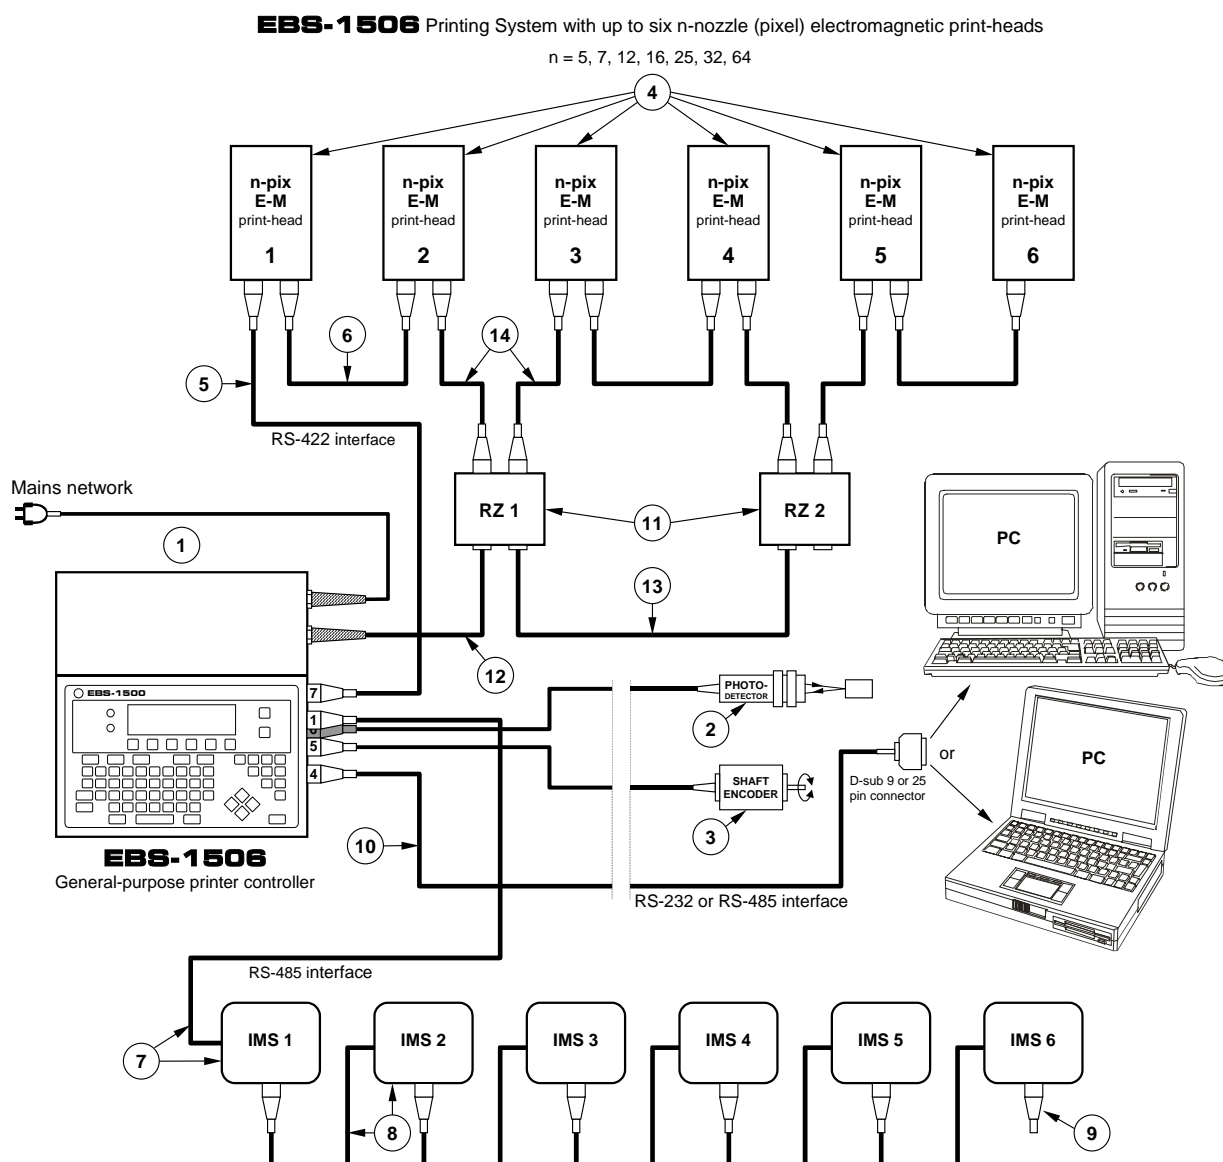 EBS-1506 Printing System with up to six n-nozzle (pixel) electromagnetic print-heads
n = 5, 7, 12, 16, 25, 32, 64
4
n-pix
E-M
print-head
1
n-pix
E-M
print-head
2
n-pix
E-M
print-head
3
n-pix
E-M
print-head
4
n-pix
E-M
print-head
5
n-pix
E-M
print-head
6
6
14
5
RS-422 interface
Mains network
1
RZ 1
11
RZ 2
13
12
PC
7
EBS-1500
1
5
4
PHOTO-
DETECTOR
2
SHAFT
ENCODER
3
or
D-sub 9 or 25
pin connector
PC
10
EBS-1506
General-purpose printer controller
RS-232 or RS-485 interface
RS-485 interface
7
IMS 1
IMS 2
IMS 3
IMS 4
IMS 5
IMS 6
8
9